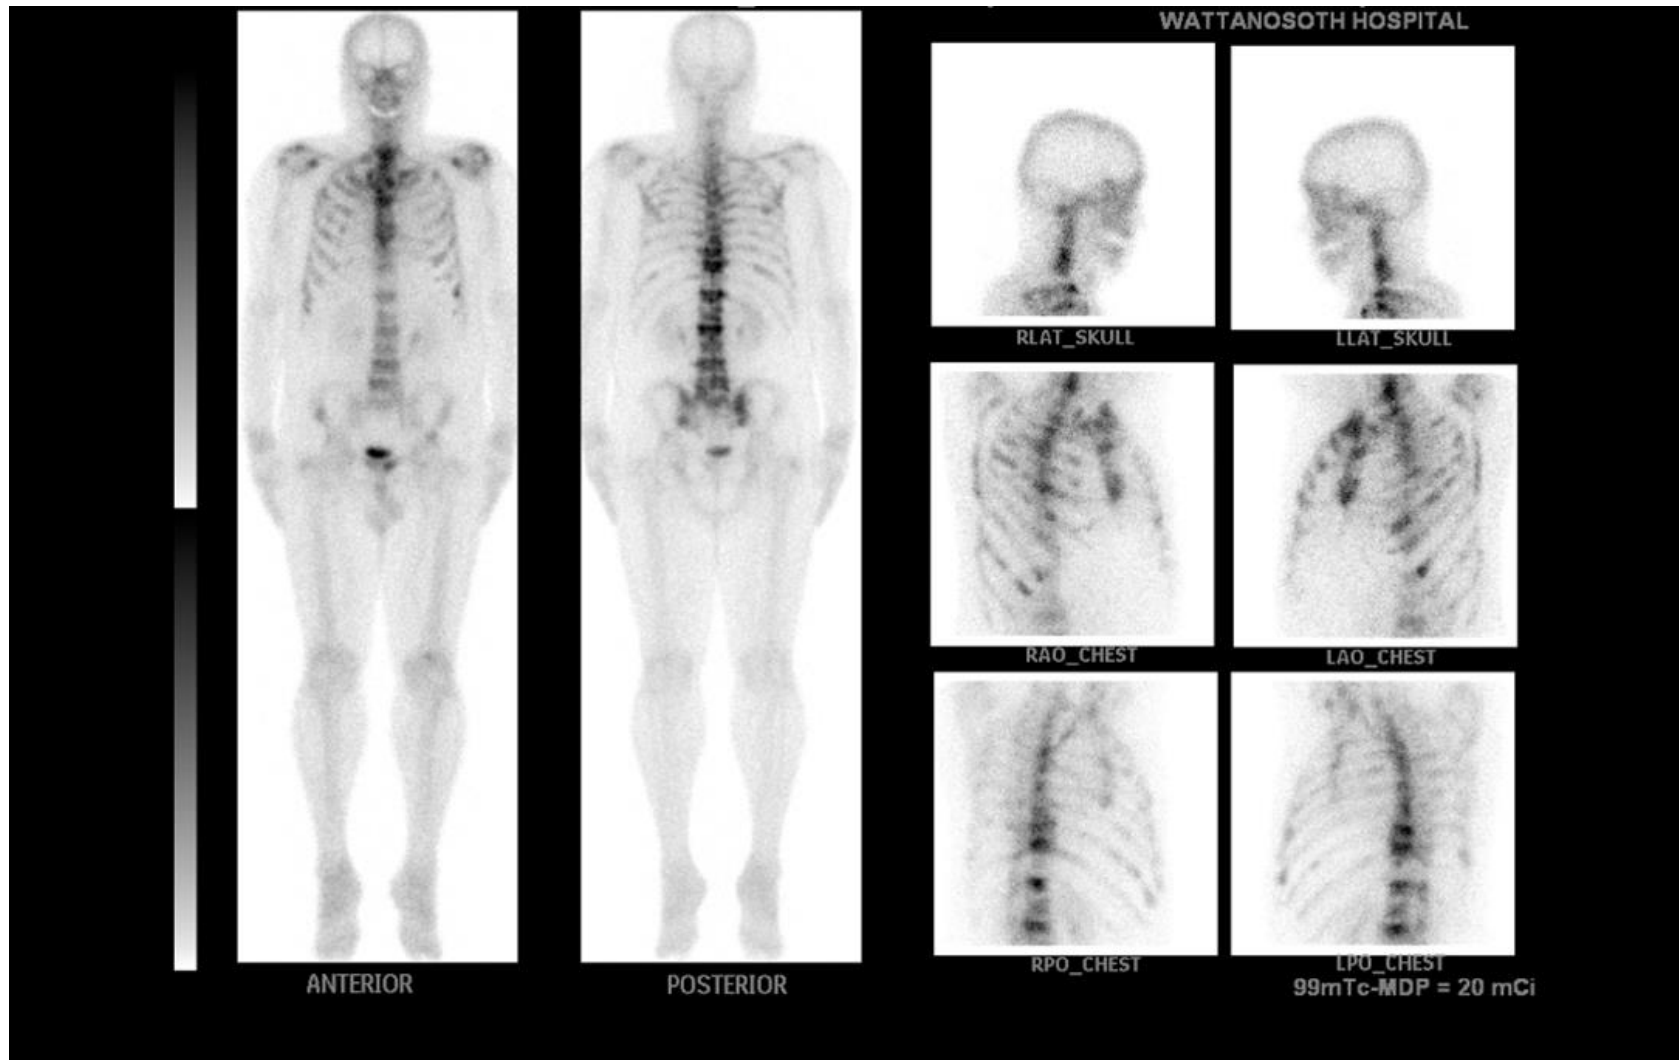 WATTANOSOTH HOSPITAL
RLAT_SKULL
LLAT_SKULL
RAO_CHEST
LAO_CHEST
RPO_CHEST
LPO_CHEST
ANTERIOR
POSTERIOR
99mTc-MDP = 20 mCi